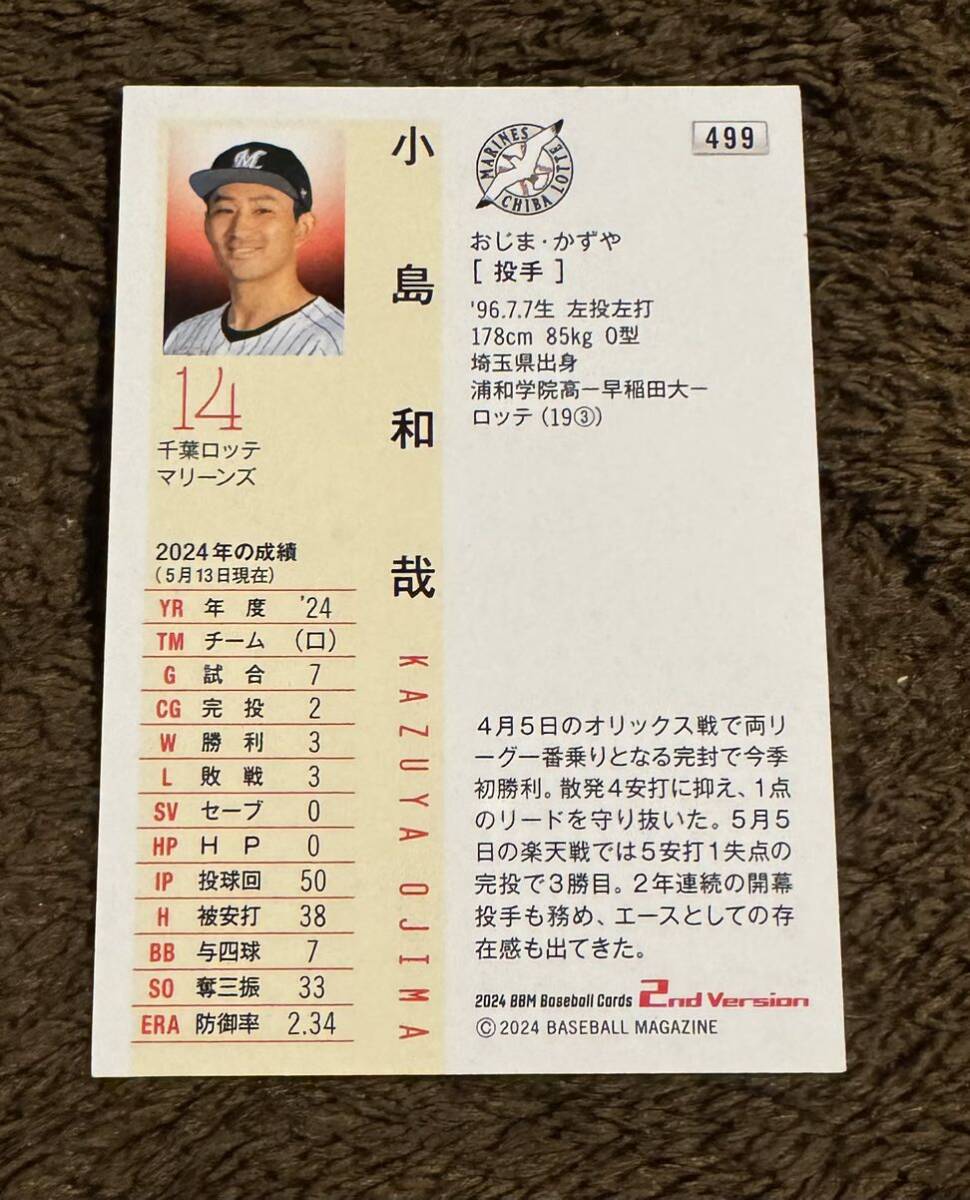 小島和哉
KAZUYA OJIMA
M
14
千葉ロッテ
マリーンズ
2024年の成績
(5月13日現在)
YR 年度 '24
TM チーム (ロ)
G 試合 7
CG 完投 2
W 勝利 3
L 敗戦 3
SV セーブ 0
HP HP 0
IP 投球回 50
H 被安打 38
BB 与四球 7
SO 奪三振 33
ERA 防御率 2.34
MARINES
CHIBA LOTTE
499
おじま・かずや
[投手]
'96.7.7生 左投左打
178cm 85kg O型
埼玉県出身
浦和学院高ー早稲田大ー
ロッテ(19③)
4月5日のオリックス戦で両リ
ーグ一番乗りとなる完封で今季
初勝利。散発4安打に抑え、1点
のリードを守り抜いた。5月5
日の楽天戦では5安打1失点の
完投で3勝目。2年連続の開幕
投手も務め、エースとしての存
在感も出てきた。
2024 BBM Baseball Cards 2nd Version
©2024 BASEBALL MAGAZINE